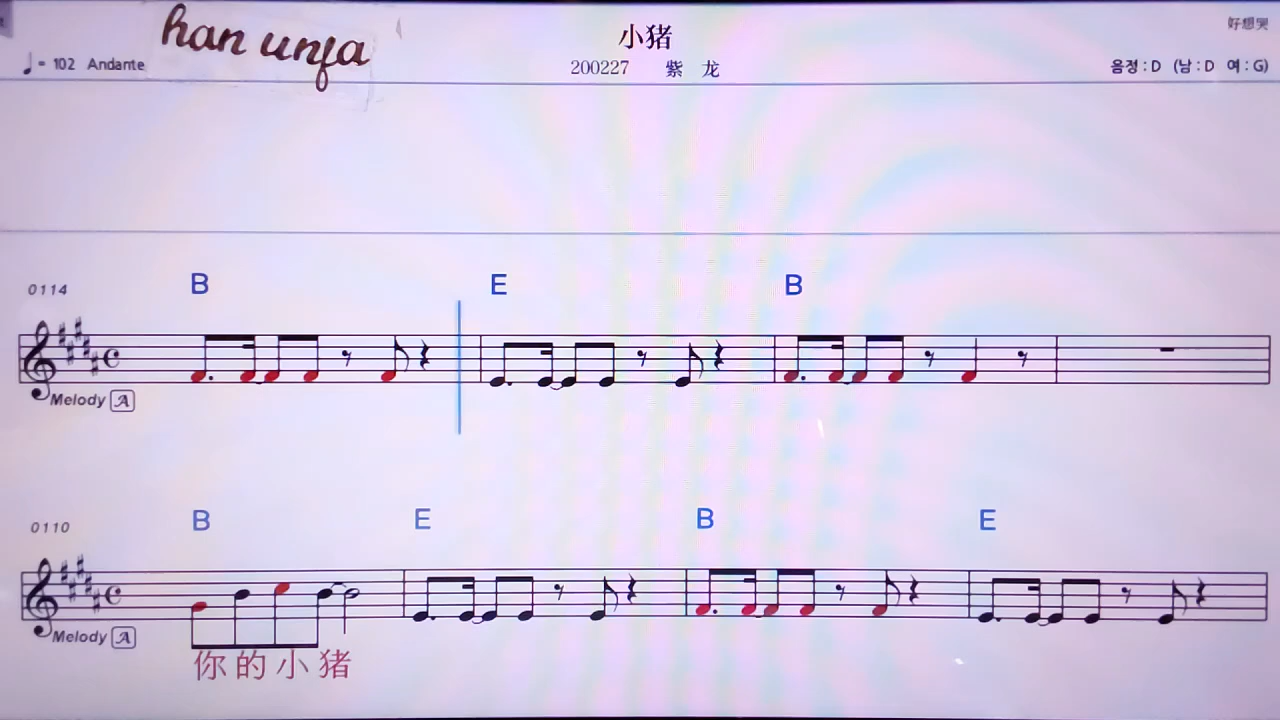 han unfa
小猪
好想哭
♩= 102 Andante
200227 紫 龙
음정 : D (남 : D 여 : G)
B E B
0114
Melody A
B E B E
0110
Melody A
你 的 小 猪